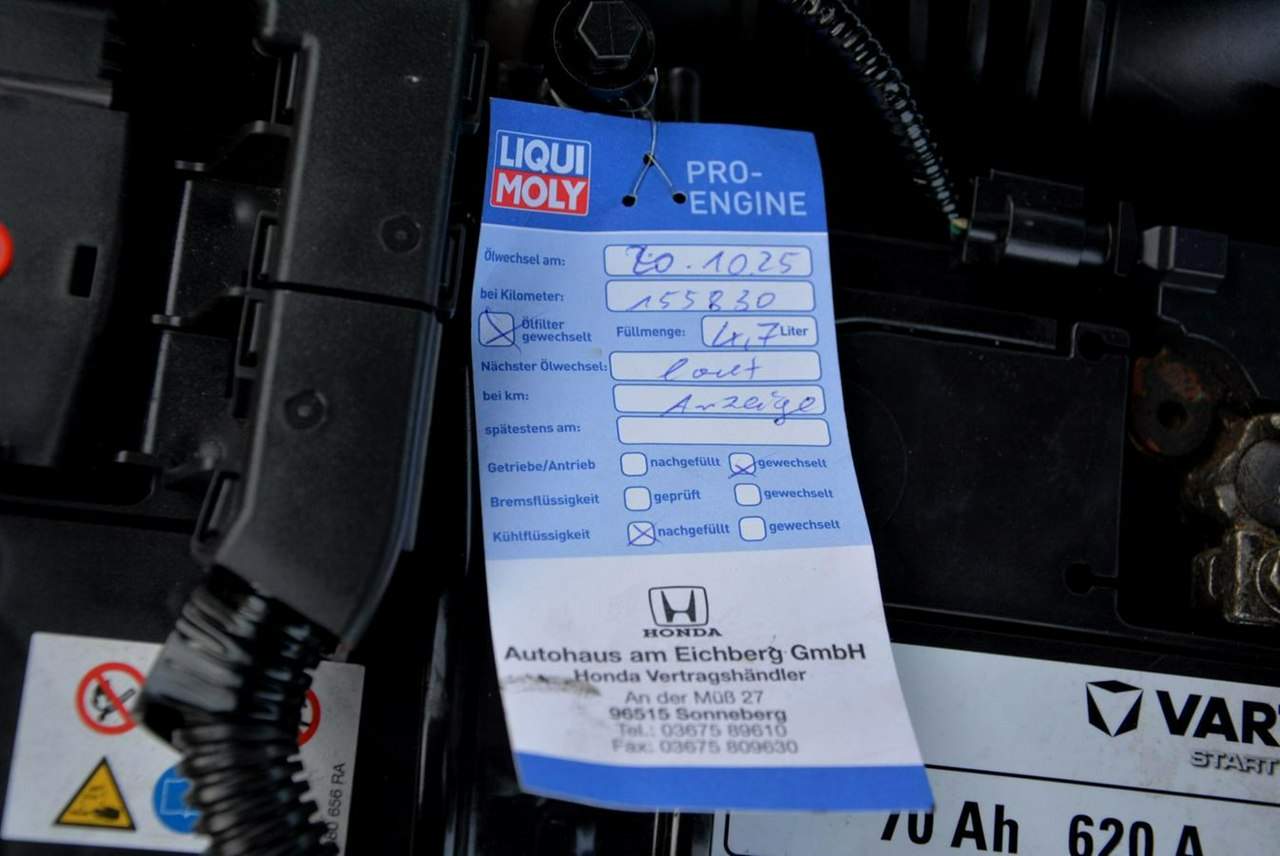 LIQUI
MOLY
PRO-
ENGINE
Ölwechsel am: 20.10.25
bei Kilometer: 155830
Ölfilter
gewechselt
Füllmenge: 4,7 Liter
Nächster Ölwechsel: laut
bei km: Anzeige
spätestens am:
Getriebe/Antrieb nachgefüllt gewechselt
Bremsflüssigkeit geprüft gewechselt
Kühlflüssigkeit nachgefüllt gewechselt
HONDA
Autohaus am Eichberg GmbH
Honda Vertragshändler
An der Müß 27
96515 Sonneberg
Tel.: 03675 89610
Fax: 03675 809630
VAR
START
70 Ah 620 A
656 RA